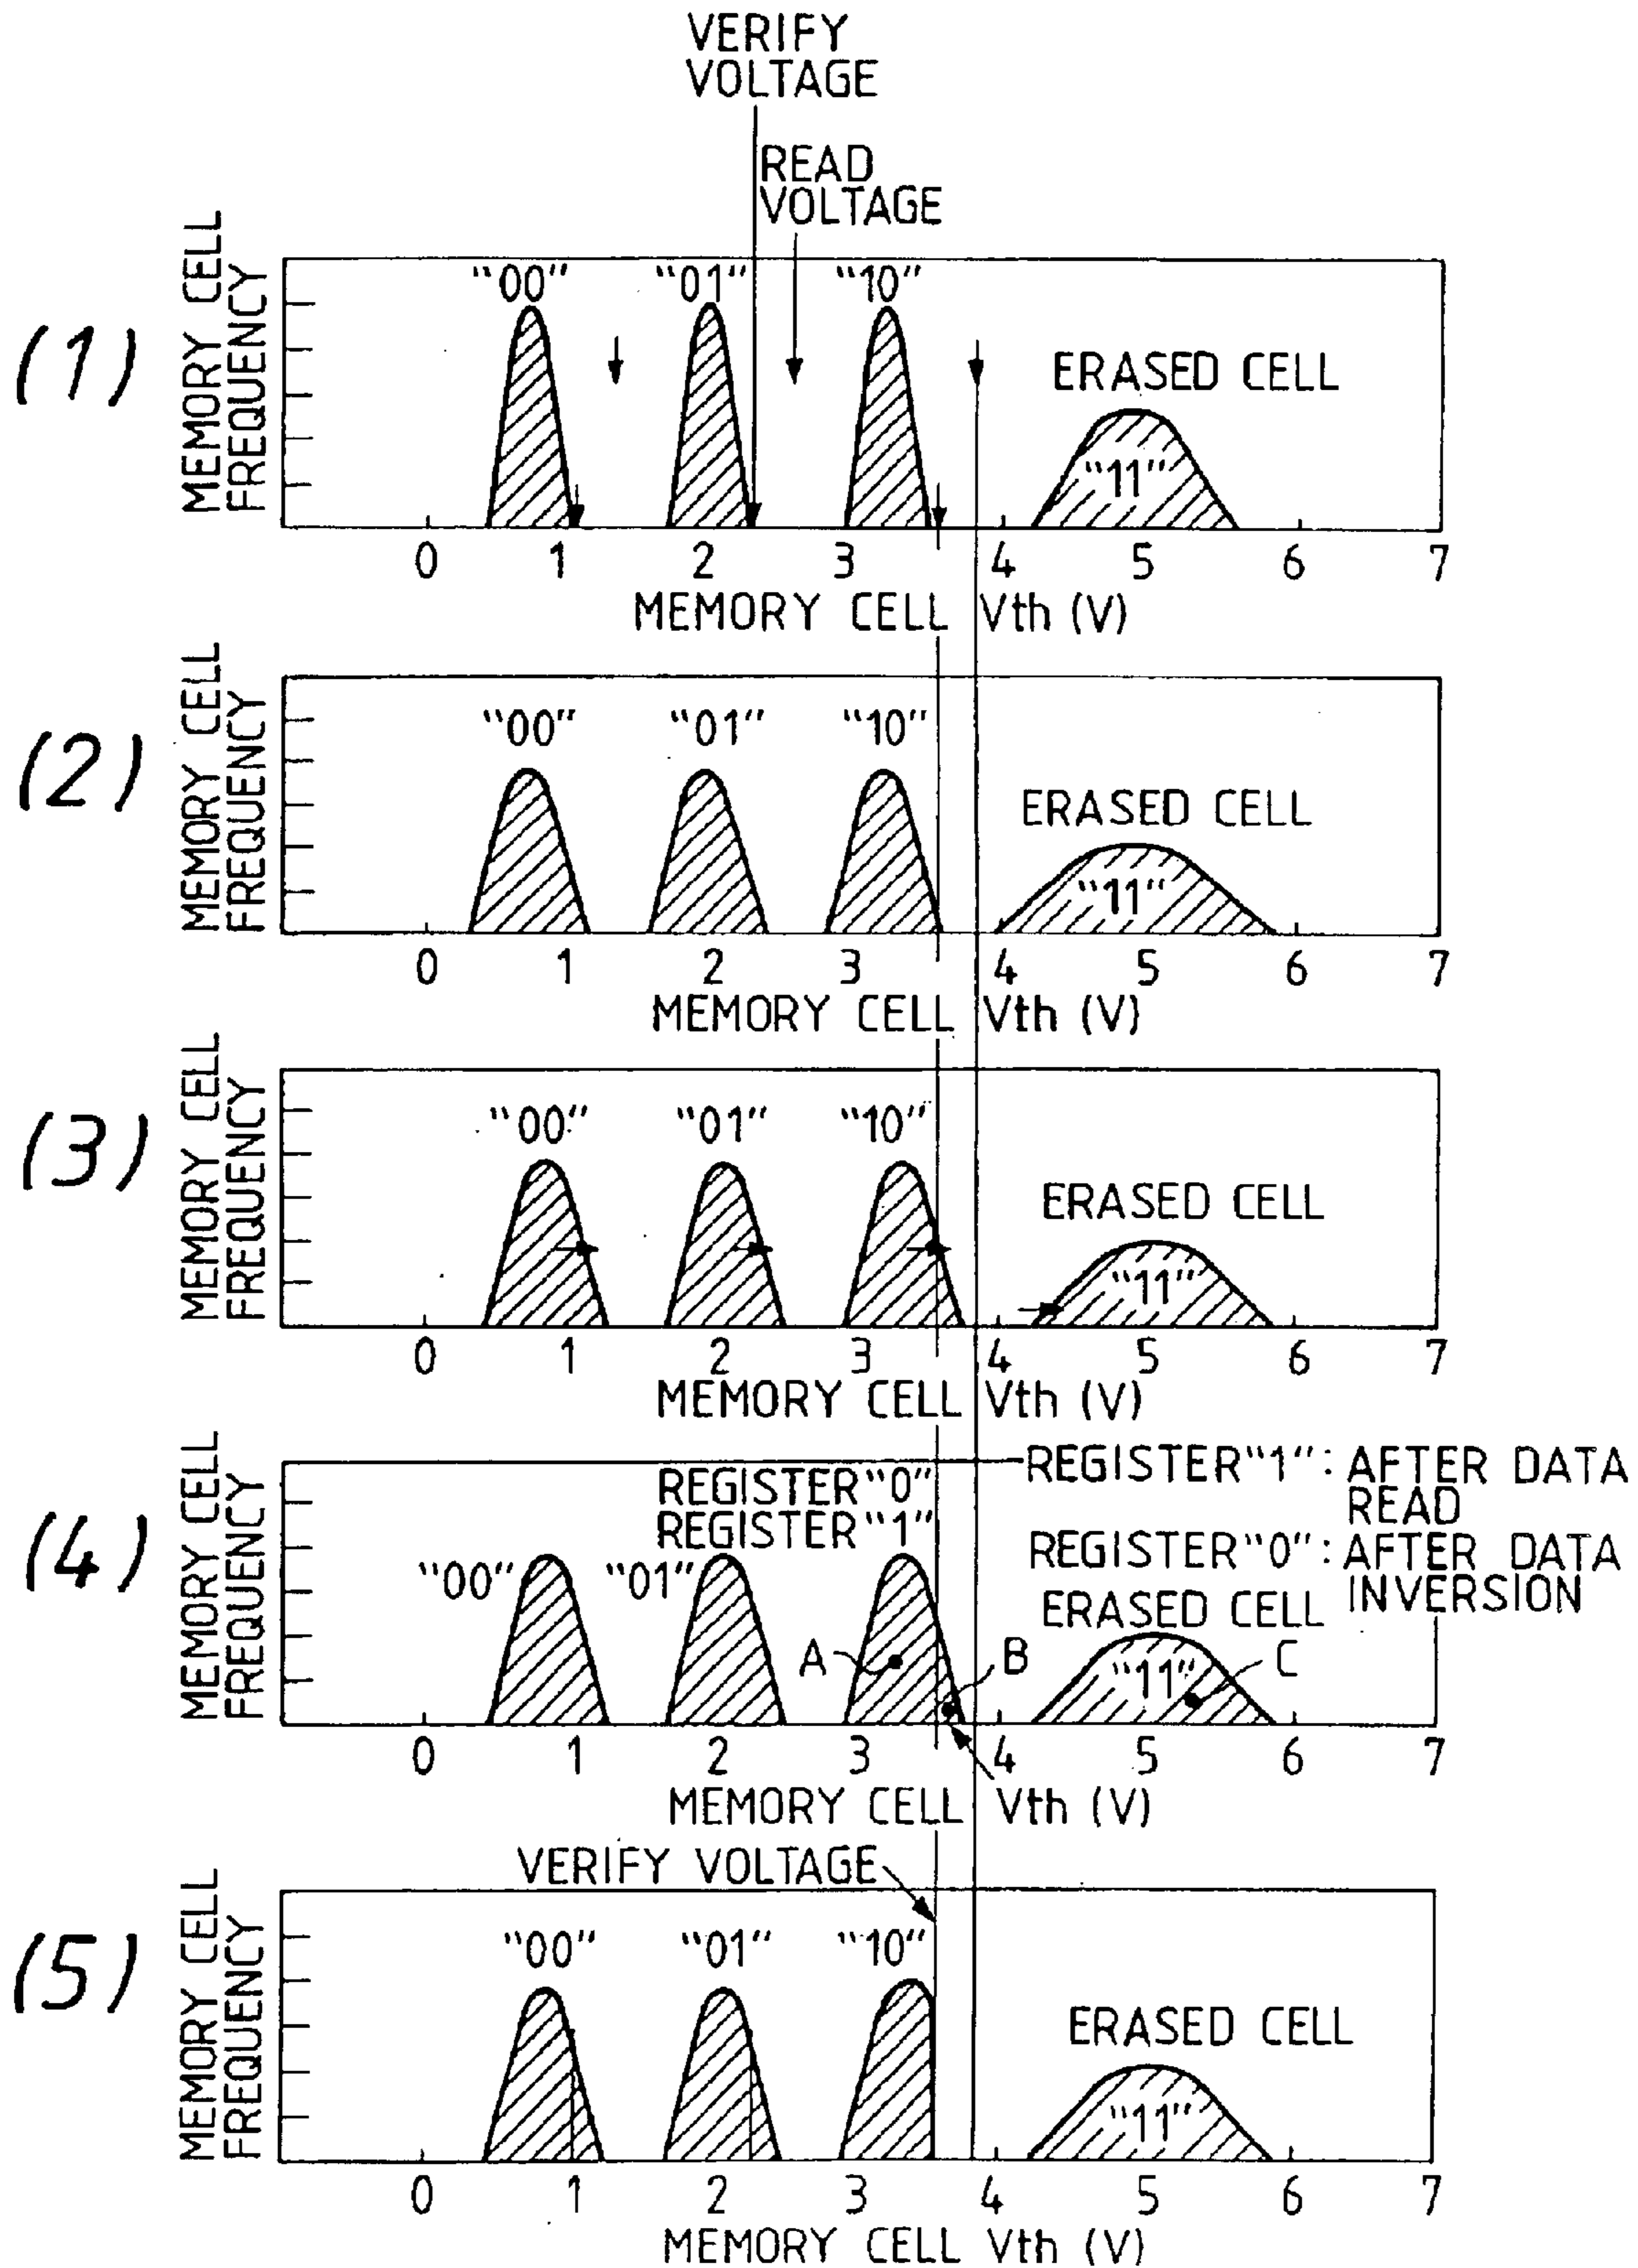 VERIFY
VOLTAGE
READ
VOLTAGE
(1)
MEMORY CELL
FREQUENCY
"00" "01" "10"
ERASED CELL
"11"
0 1 2 3 4 5 6 7
MEMORY CELL Vth (V)
(2)
MEMORY CELL
FREQUENCY
"00" "01" "10"
ERASED CELL
"11"
0 1 2 3 4 5 6 7
MEMORY CELL Vth (V)
(3)
MEMORY CELL
FREQUENCY
"00" "01" "10"
ERASED CELL
"11"
0 1 2 3 4 5 6 7
MEMORY CELL Vth (V)
(4)
MEMORY CELL
FREQUENCY
REGISTER"0"
REGISTER"1"
REGISTER"1": AFTER DATA
READ
REGISTER"0": AFTER DATA
INVERSION
"00" "01"
ERASED CELL
A B "11" C
0 1 2 3 4 5 6 7
MEMORY CELL Vth (V)
VERIFY VOLTAGE
(5)
MEMORY CELL
FREQUENCY
"00" "01" "10"
ERASED CELL
"11"
0 1 2 3 4 5 6 7
MEMORY CELL Vth (V)